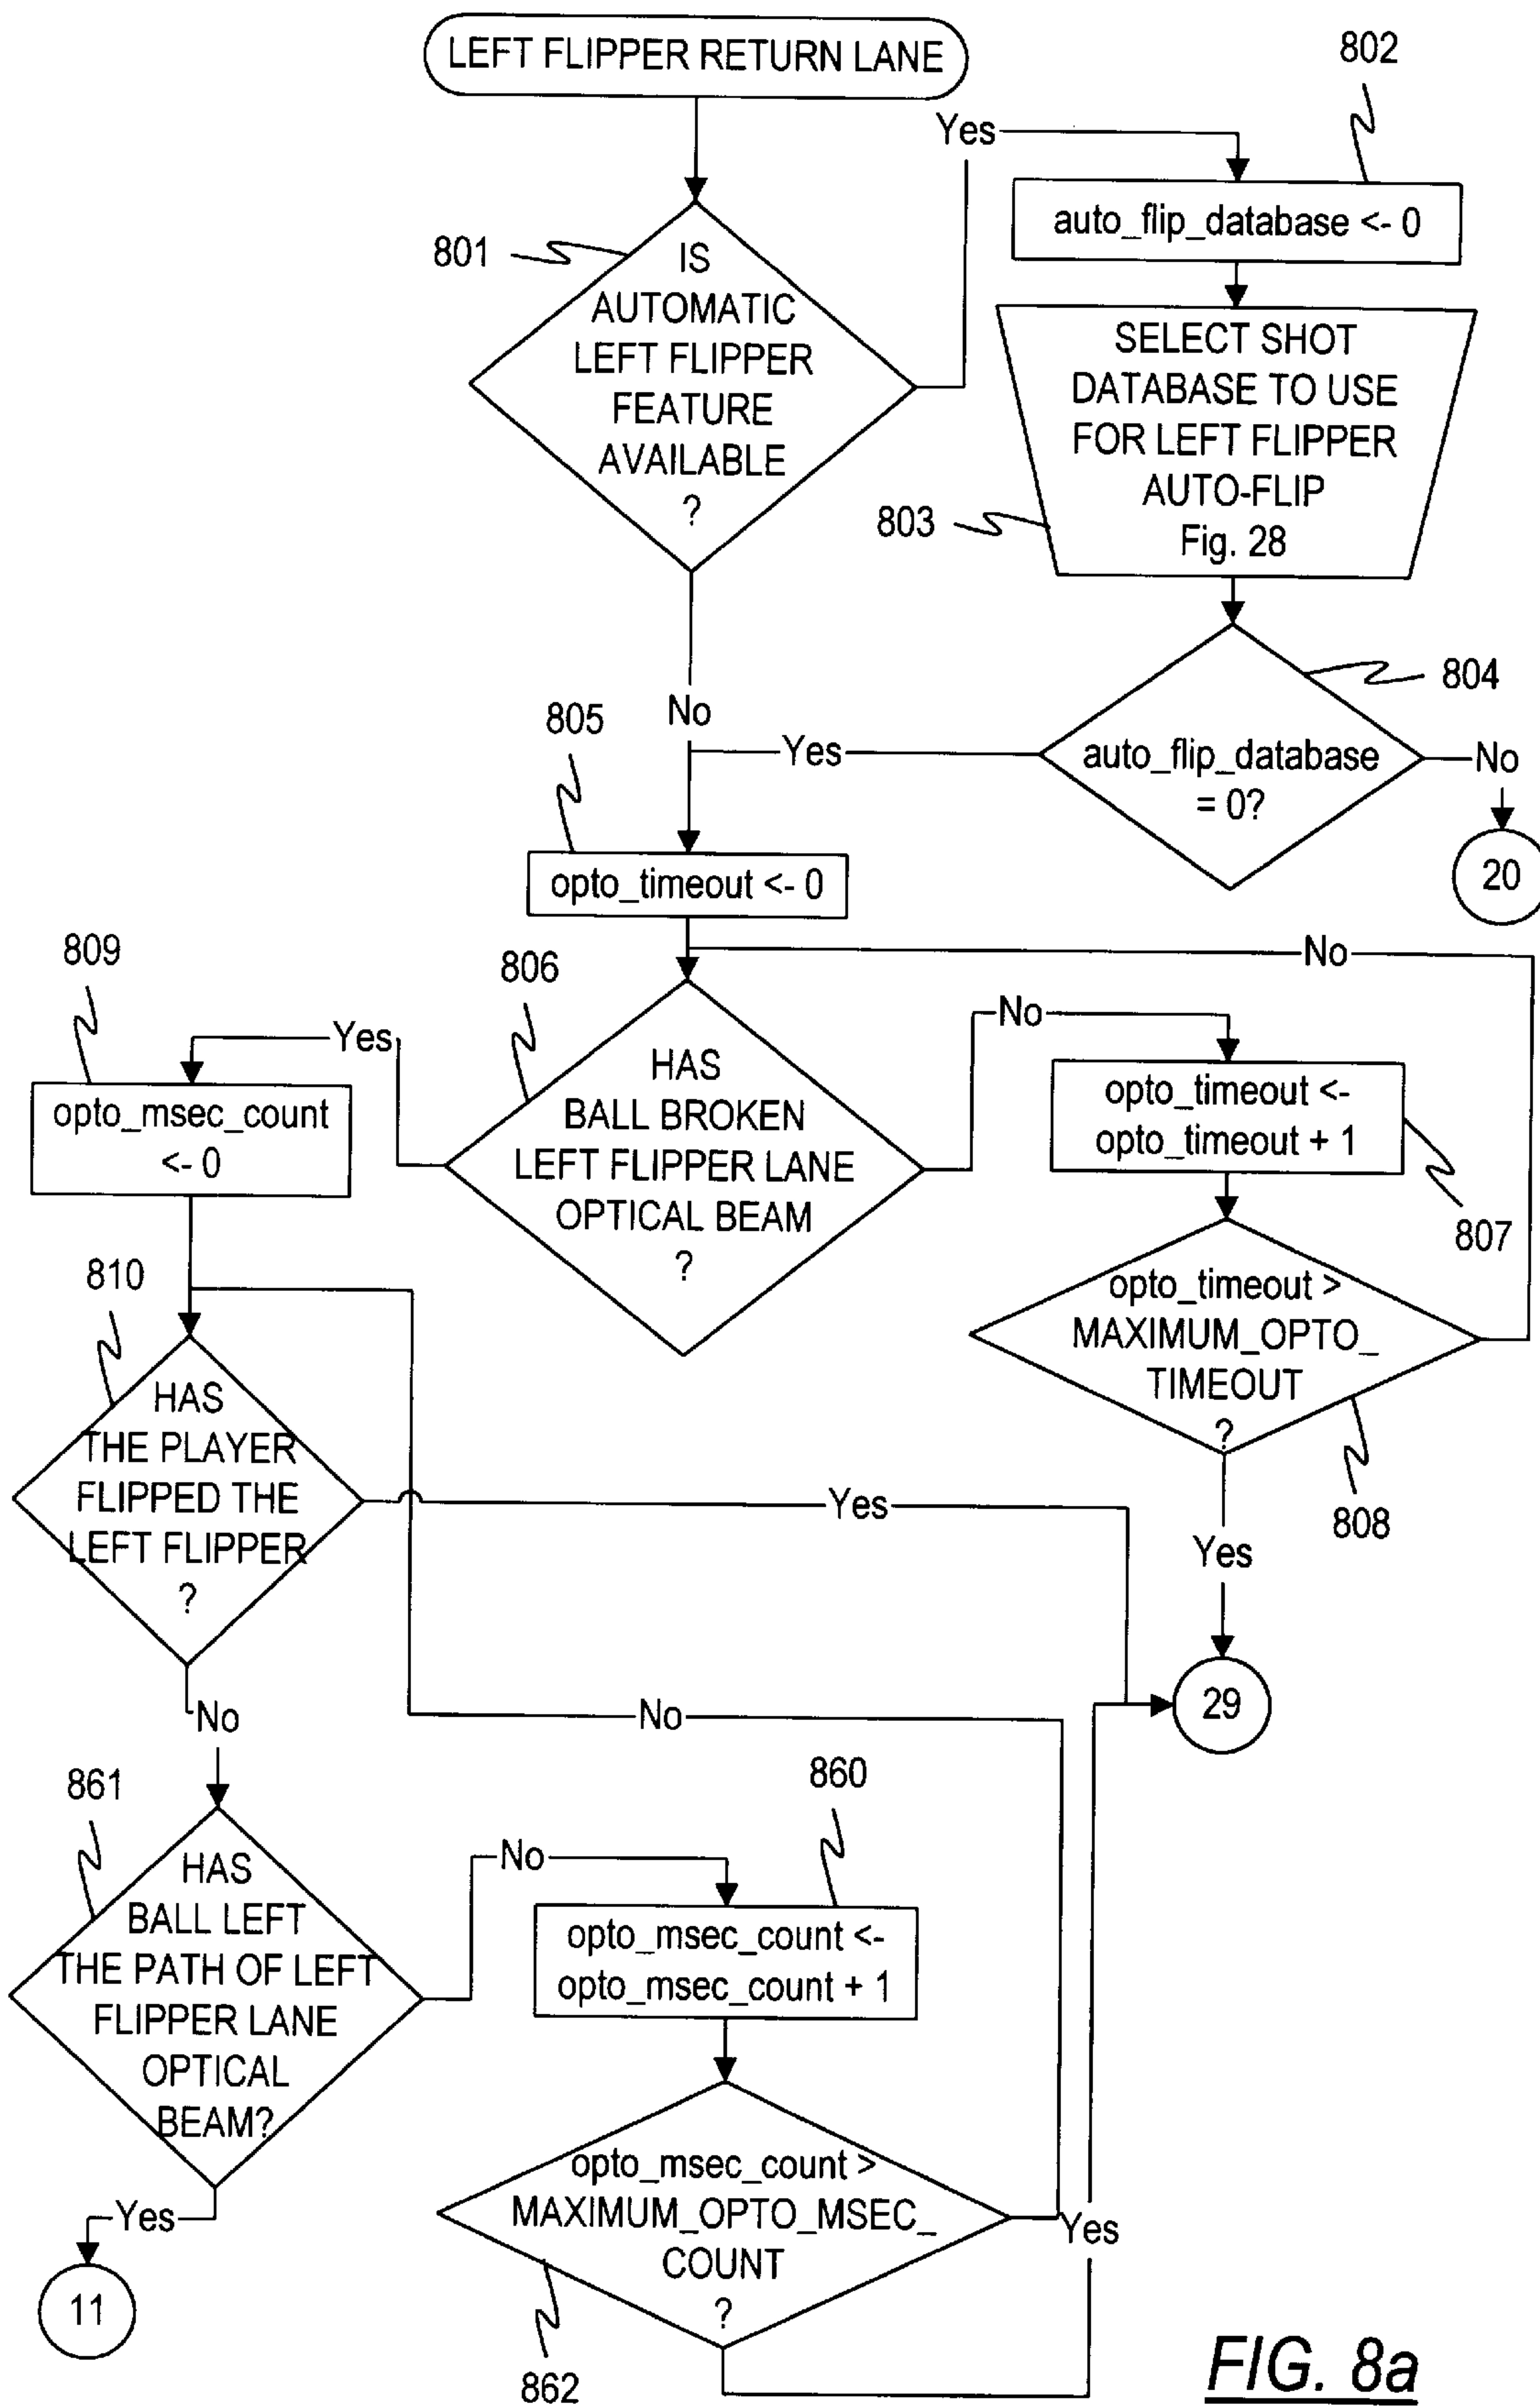 LEFT FLIPPER RETURN LANE
802
Yes
auto_flip_database <- 0
801
IS
AUTOMATIC
LEFT FLIPPER
FEATURE
AVAILABLE
?
SELECT SHOT
DATABASE TO USE
FOR LEFT FLIPPER
AUTO-FLIP
Fig. 28
803
804
No
805
Yes
auto_flip_database
= 0?
No
20
opto_timeout <- 0
809
806
No
Yes
No
opto_msec_count
<- 0
HAS
BALL BROKEN
LEFT FLIPPER LANE
OPTICAL BEAM
?
opto_timeout <-
opto_timeout + 1
807
810
opto_timeout >
MAXIMUM_OPTO_
TIMEOUT
?
808
HAS
THE PLAYER
FLIPPED THE
LEFT FLIPPER
?
Yes
Yes
29
No
No
861
860
HAS
BALL LEFT
THE PATH OF LEFT
FLIPPER LANE
OPTICAL
BEAM?
No
opto_msec_count <-
opto_msec_count + 1
opto_msec_count >
MAXIMUM_OPTO_MSEC_
COUNT
?
Yes
Yes
11
862
FIG. 8a